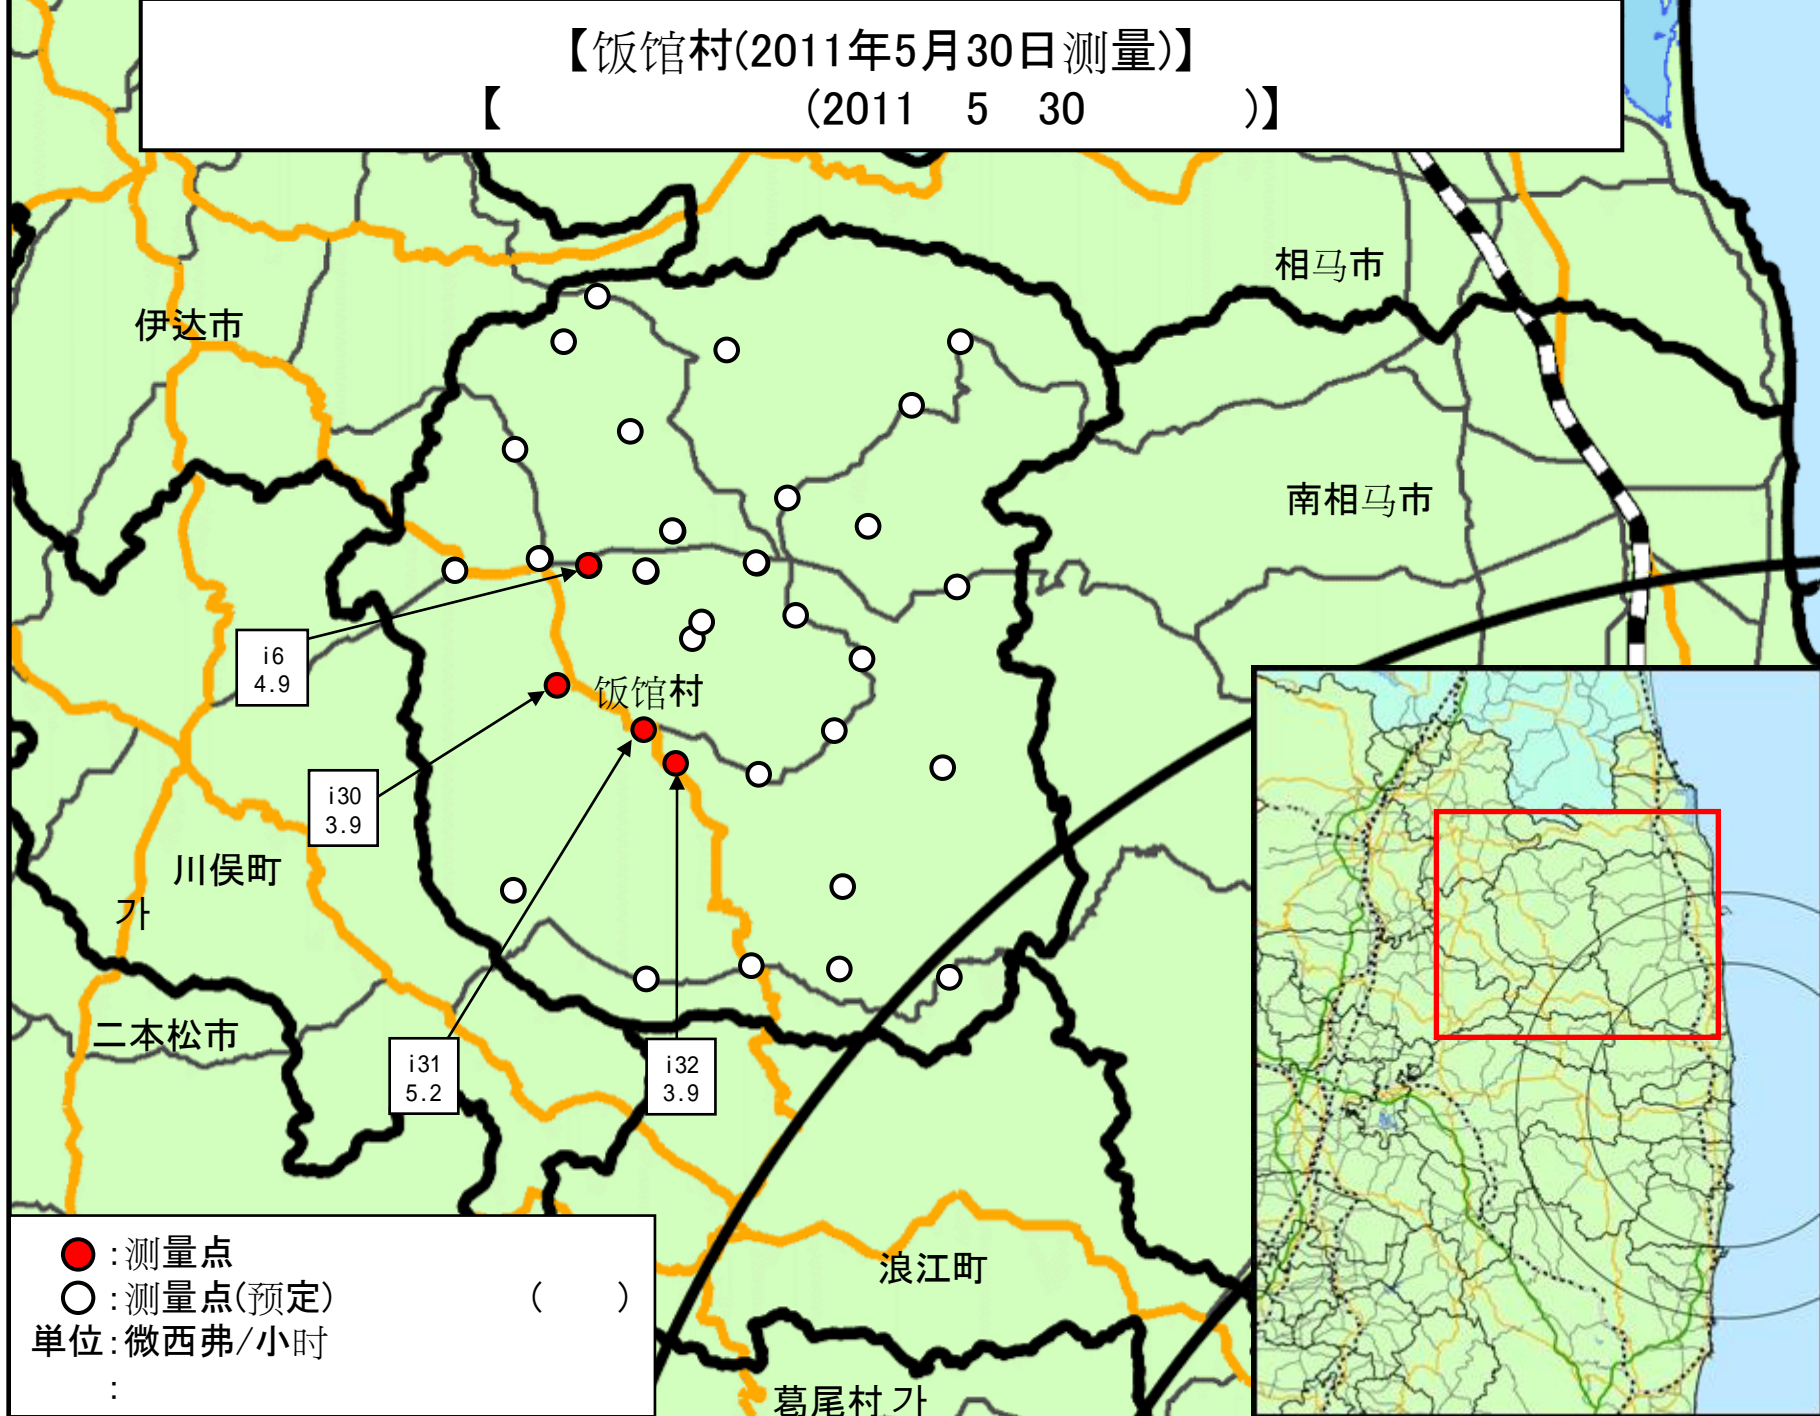 【饭馆村(2011年5月30日测量)】
【 (2011 5 30 )】
相马市
伊达市
南相马市
i6
4.9
饭馆村
i30
3.9
川俣町
가
二本松市
i31
5.2
i32
3.9
浪江町
葛尾村 가
:测量点
:测量点(预定) ( )
単位:微西弗/小时
: